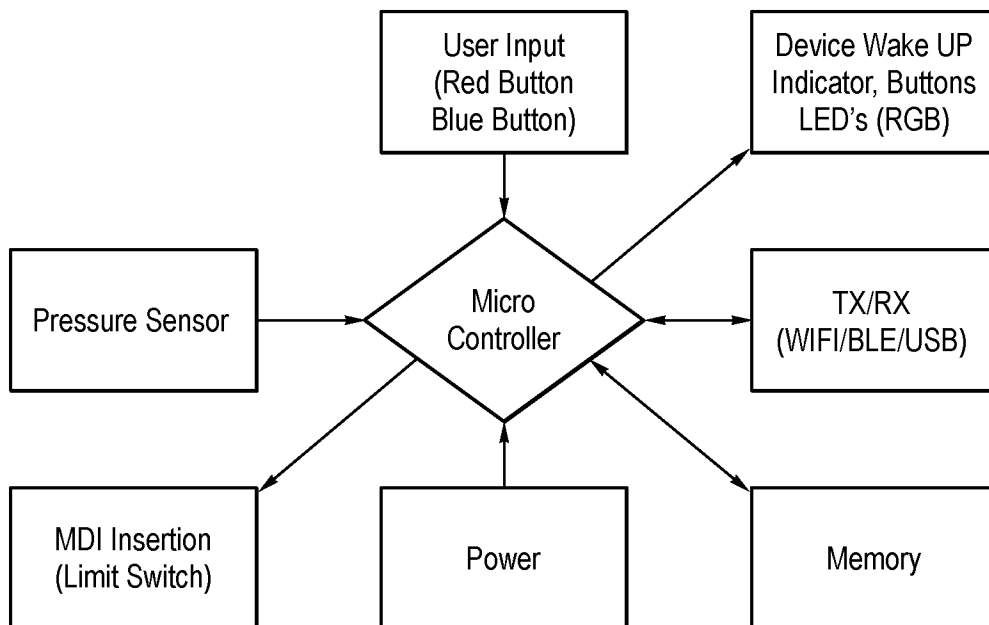 User Input
(Red Button
Blue Button)
Device Wake UP
Indicator, Buttons
LED's (RGB)
Pressure Sensor
Micro
Controller
TX/RX
(WIFI/BLE/USB)
MDI Insertion
(Limit Switch)
Power
Memory